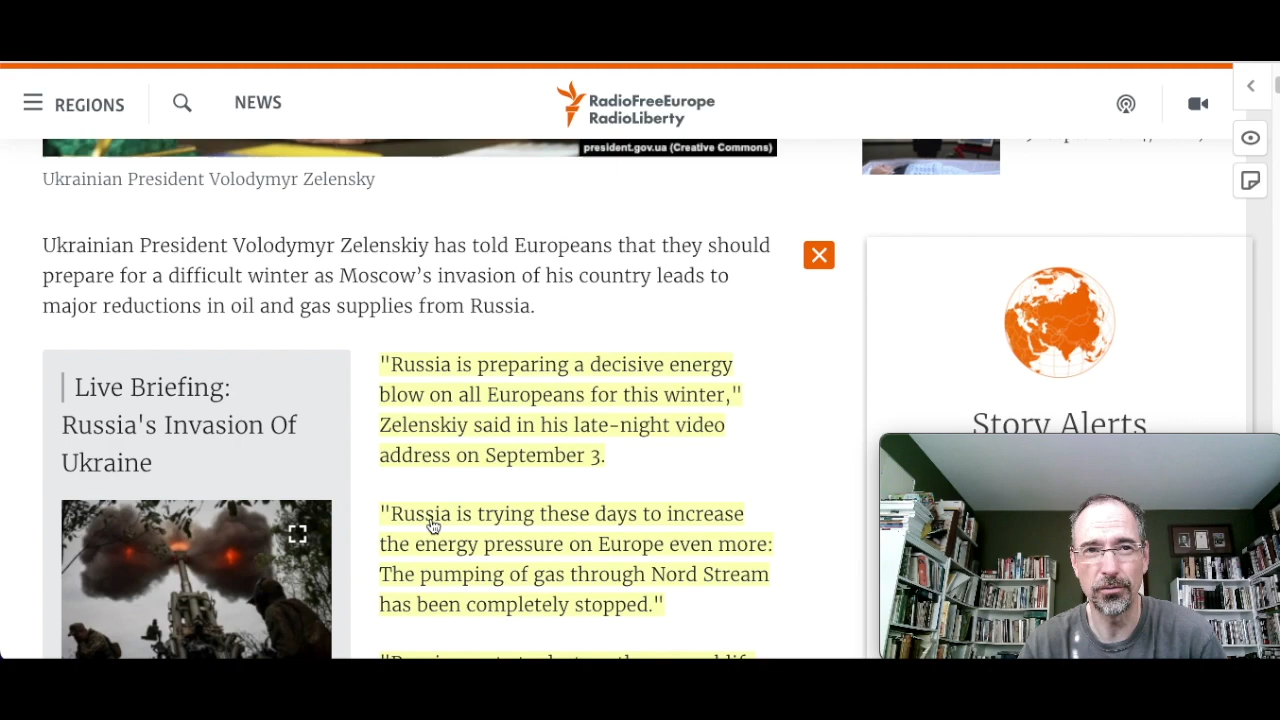 REGIONS
NEWS
RadioFreeEurope
RadioLiberty
president.gov.ua (Creative Commons)
Ukrainian President Volodymyr Zelensky
Ukrainian President Volodymyr Zelenskiy has told Europeans that they should
prepare for a difficult winter as Moscow’s invasion of his country leads to
major reductions in oil and gas supplies from Russia.
Live Briefing:
Russia's Invasion Of
Ukraine
"Russia is preparing a decisive energy
blow on all Europeans for this winter,"
Zelenskiy said in his late-night video
address on September 3.
"Russia is trying these days to increase
the energy pressure on Europe even more:
The pumping of gas through Nord Stream
has been completely stopped."
Story Alerts